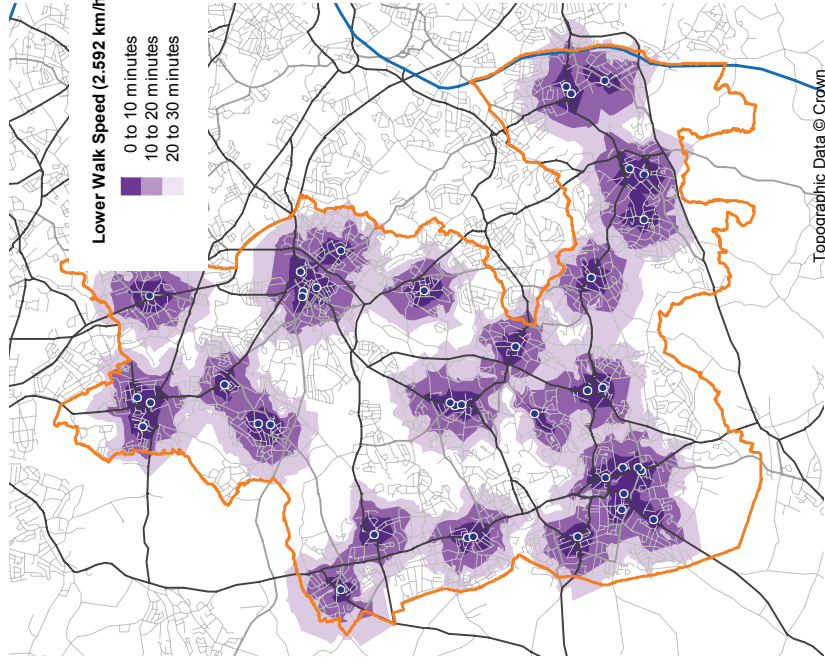 Lower Walk Speed (2.592 km/h
0 to 10 minutes
10 to 20 minutes
20 to 30 minutes
Topographic Data © Crown